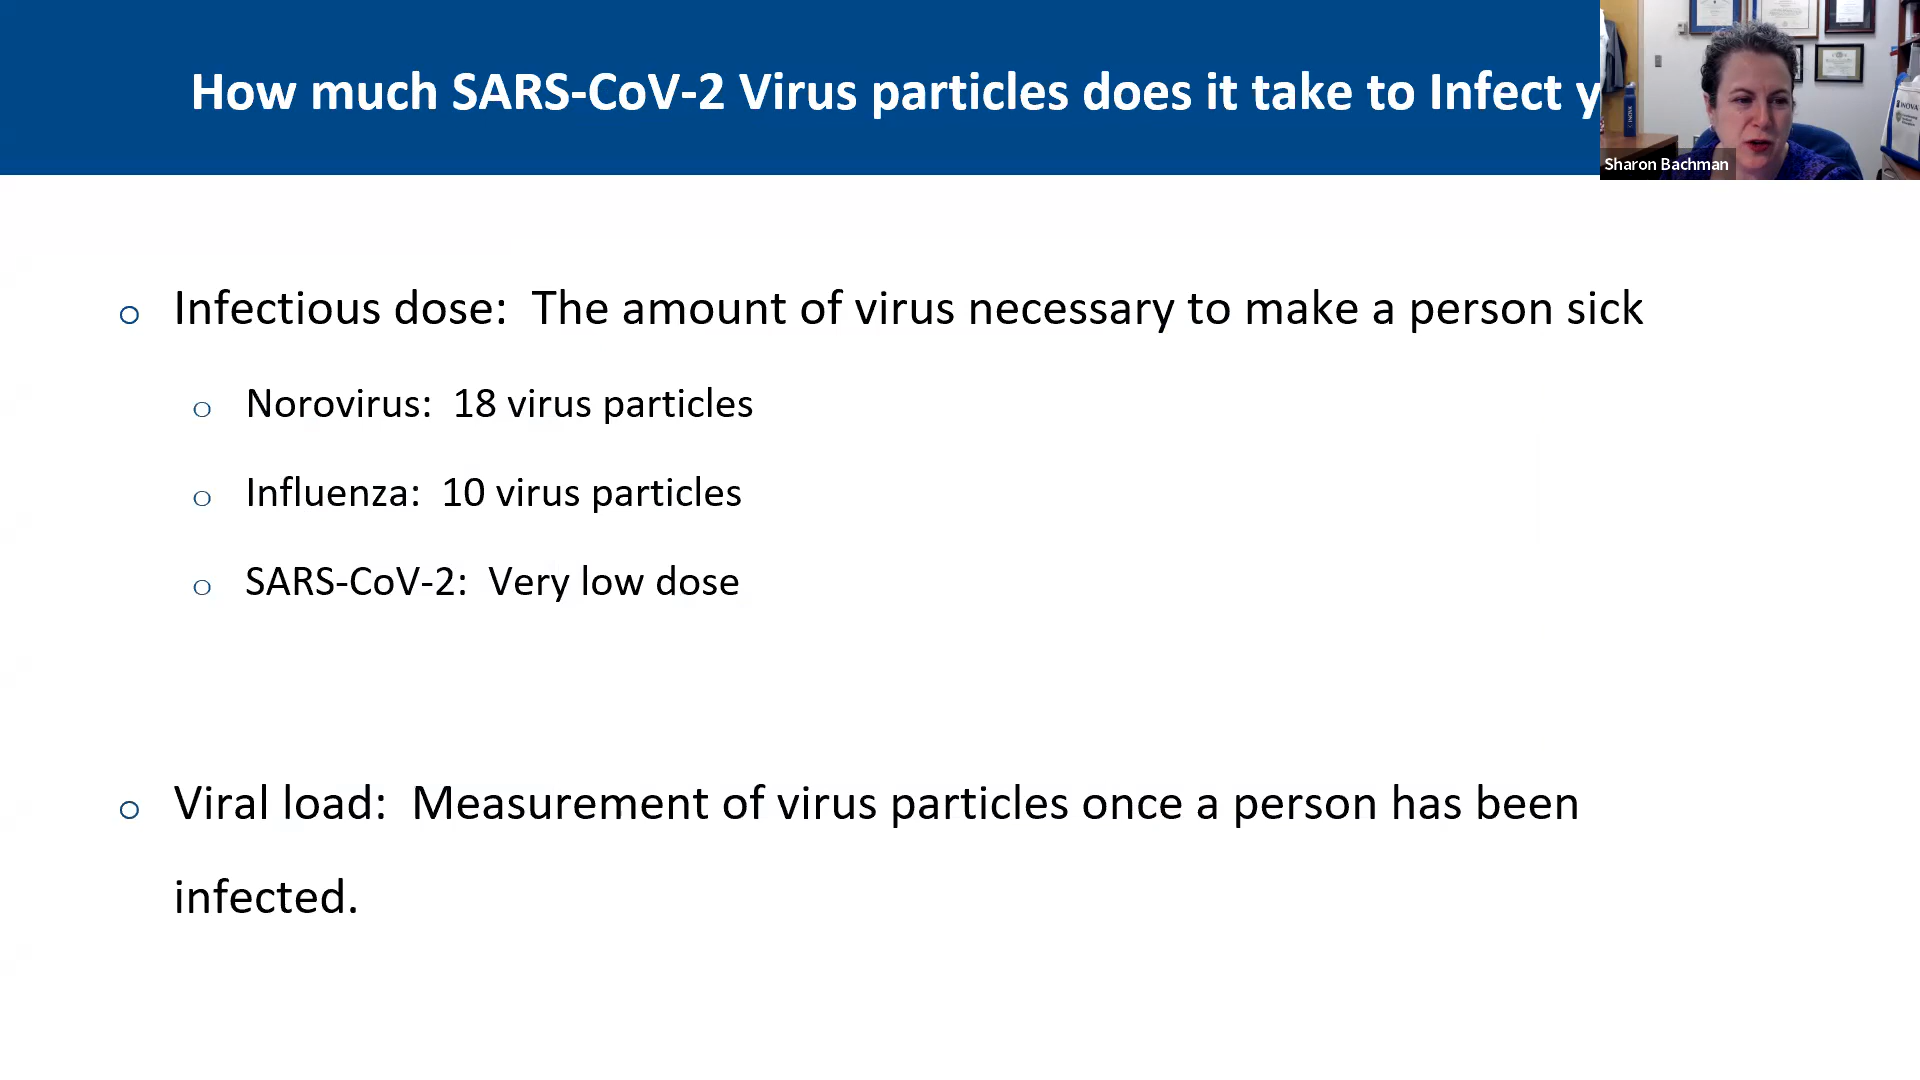 How much SARS-CoV-2 Virus particles does it take to Infect y
INOVA
Sharon Bachman
o Infectious dose: The amount of virus necessary to make a person sick
o Norovirus: 18 virus particles
o Influenza: 10 virus particles
o SARS-CoV-2: Very low dose
o Viral load: Measurement of virus particles once a person has been
infected.